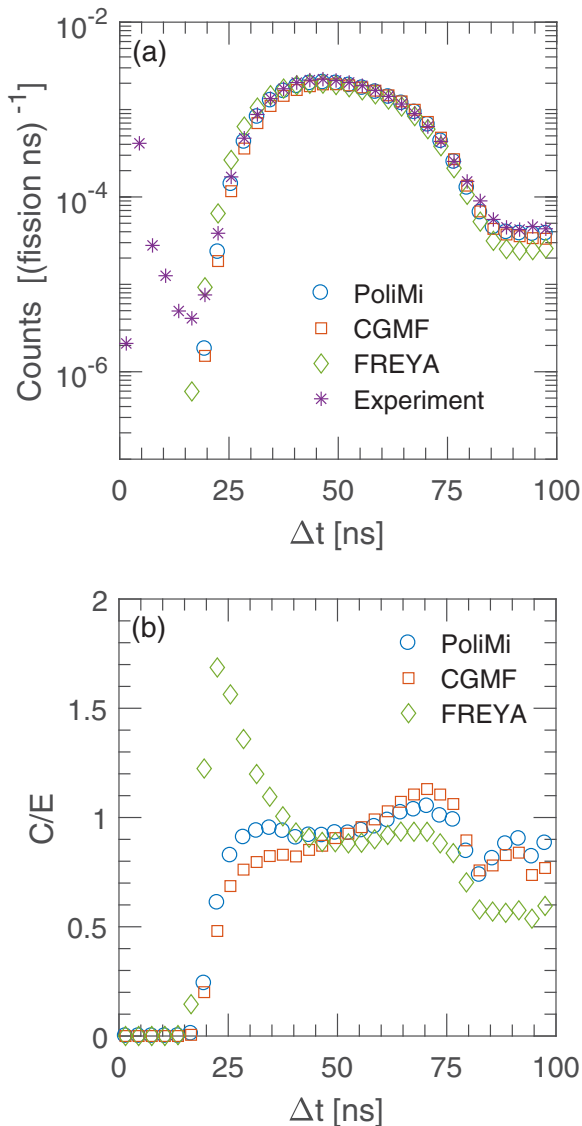 (a)
10⁻²
10⁻⁴
10⁻⁶
Counts [(fission ns) ⁻¹]
PoliMi
CGMF
FREYA
Experiment
0 25 50 75 100
Δt [ns]
(b)
2
1.5
1
0.5
0
C/E
PoliMi
CGMF
FREYA
0 25 50 75 100
Δt [ns]